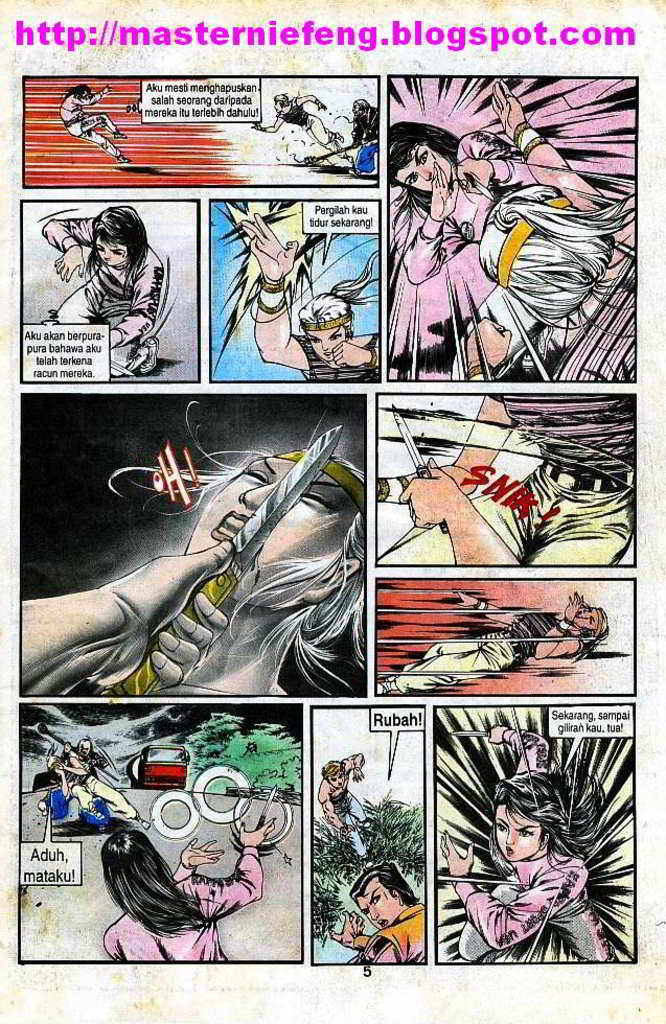 http://masterniefeng.blogspot.com
Aku mesti menghapuskan
salah seorang daripada
mereka itu terlebih dahulu!
Pergilah kau
tidur sekarang!
Aku akan berpura-
pura bahawa aku
telah terkena
racun mereka.
OH!
SNIK!
Aduh,
mataku!
Rubah!
Sekarang, sampai
giliran kau, tua!
5